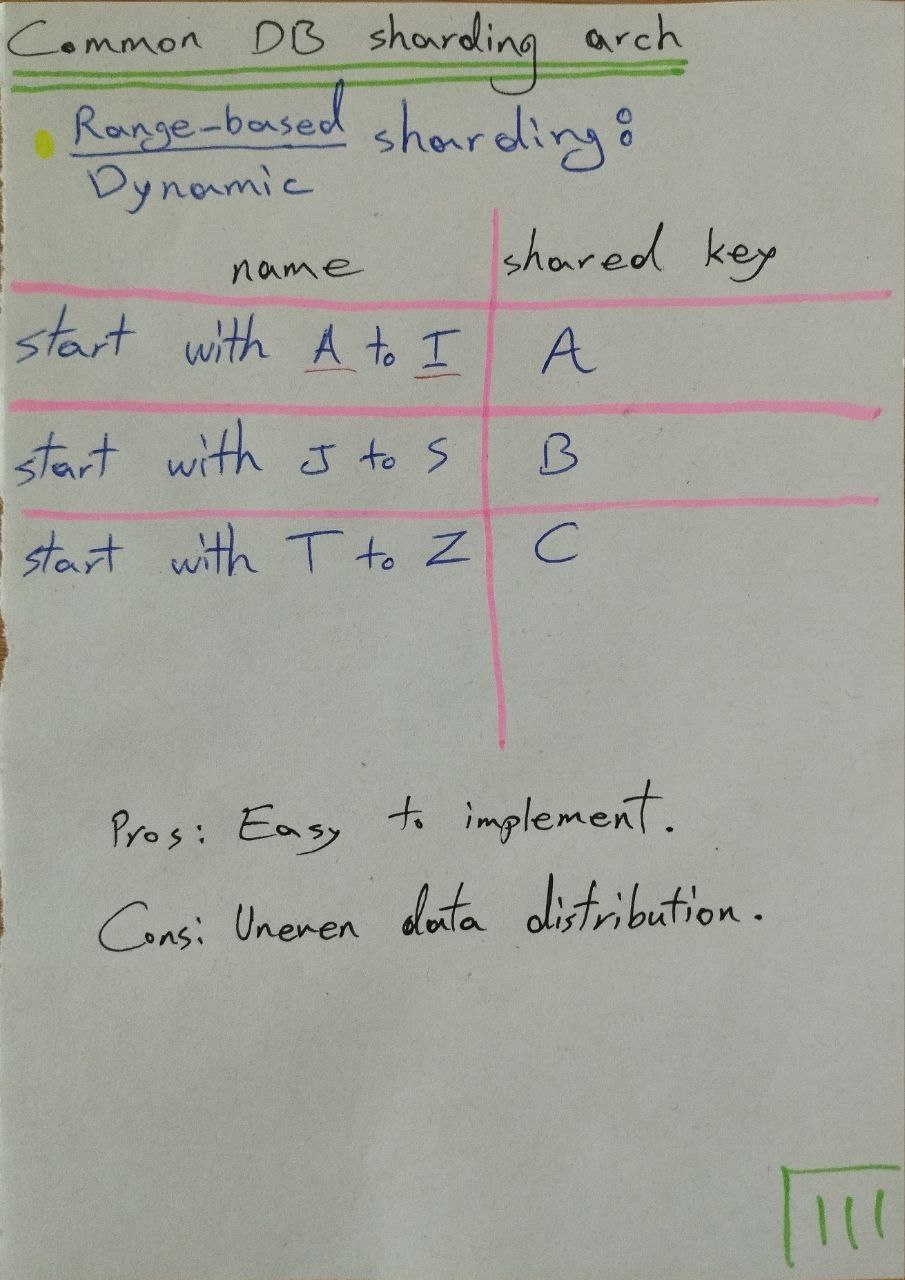 Common DB sharding arch
Range-based sharding:
Dynamic
name shared key
start with A to I A
start with J to S B
start with T to Z C
Pros: Easy to implement.
Cons: Uneven data distribution.
111